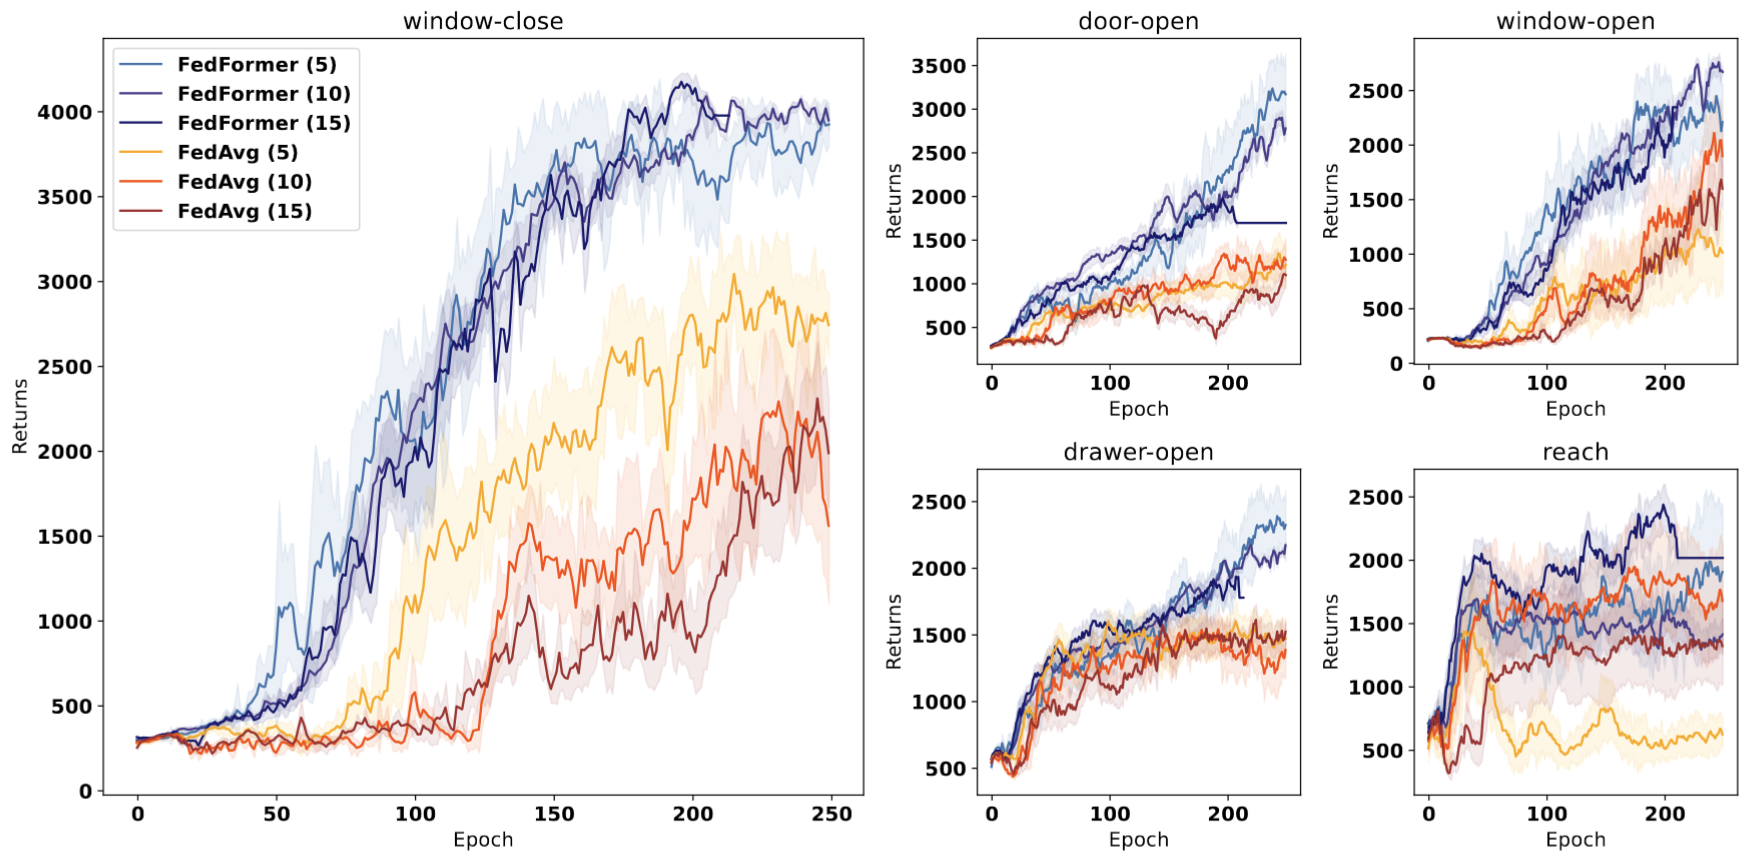 window-close
FedFormer (5)
FedFormer (10)
FedFormer (15)
FedAvg (5)
FedAvg (10)
FedAvg (15)
4000
3500
3000
2500
2000
1500
1000
500
0
Returns
0 50 100 150 200 250
Epoch
door-open
3500
3000
2500
2000
1500
1000
500
Returns
0 100 200
Epoch
window-open
2500
2000
1500
1000
500
0
Returns
0 100 200
Epoch
drawer-open
2500
2000
1500
1000
500
Returns
0 100 200
Epoch
reach
2500
2000
1500
1000
500
Returns
0 100 200
Epoch